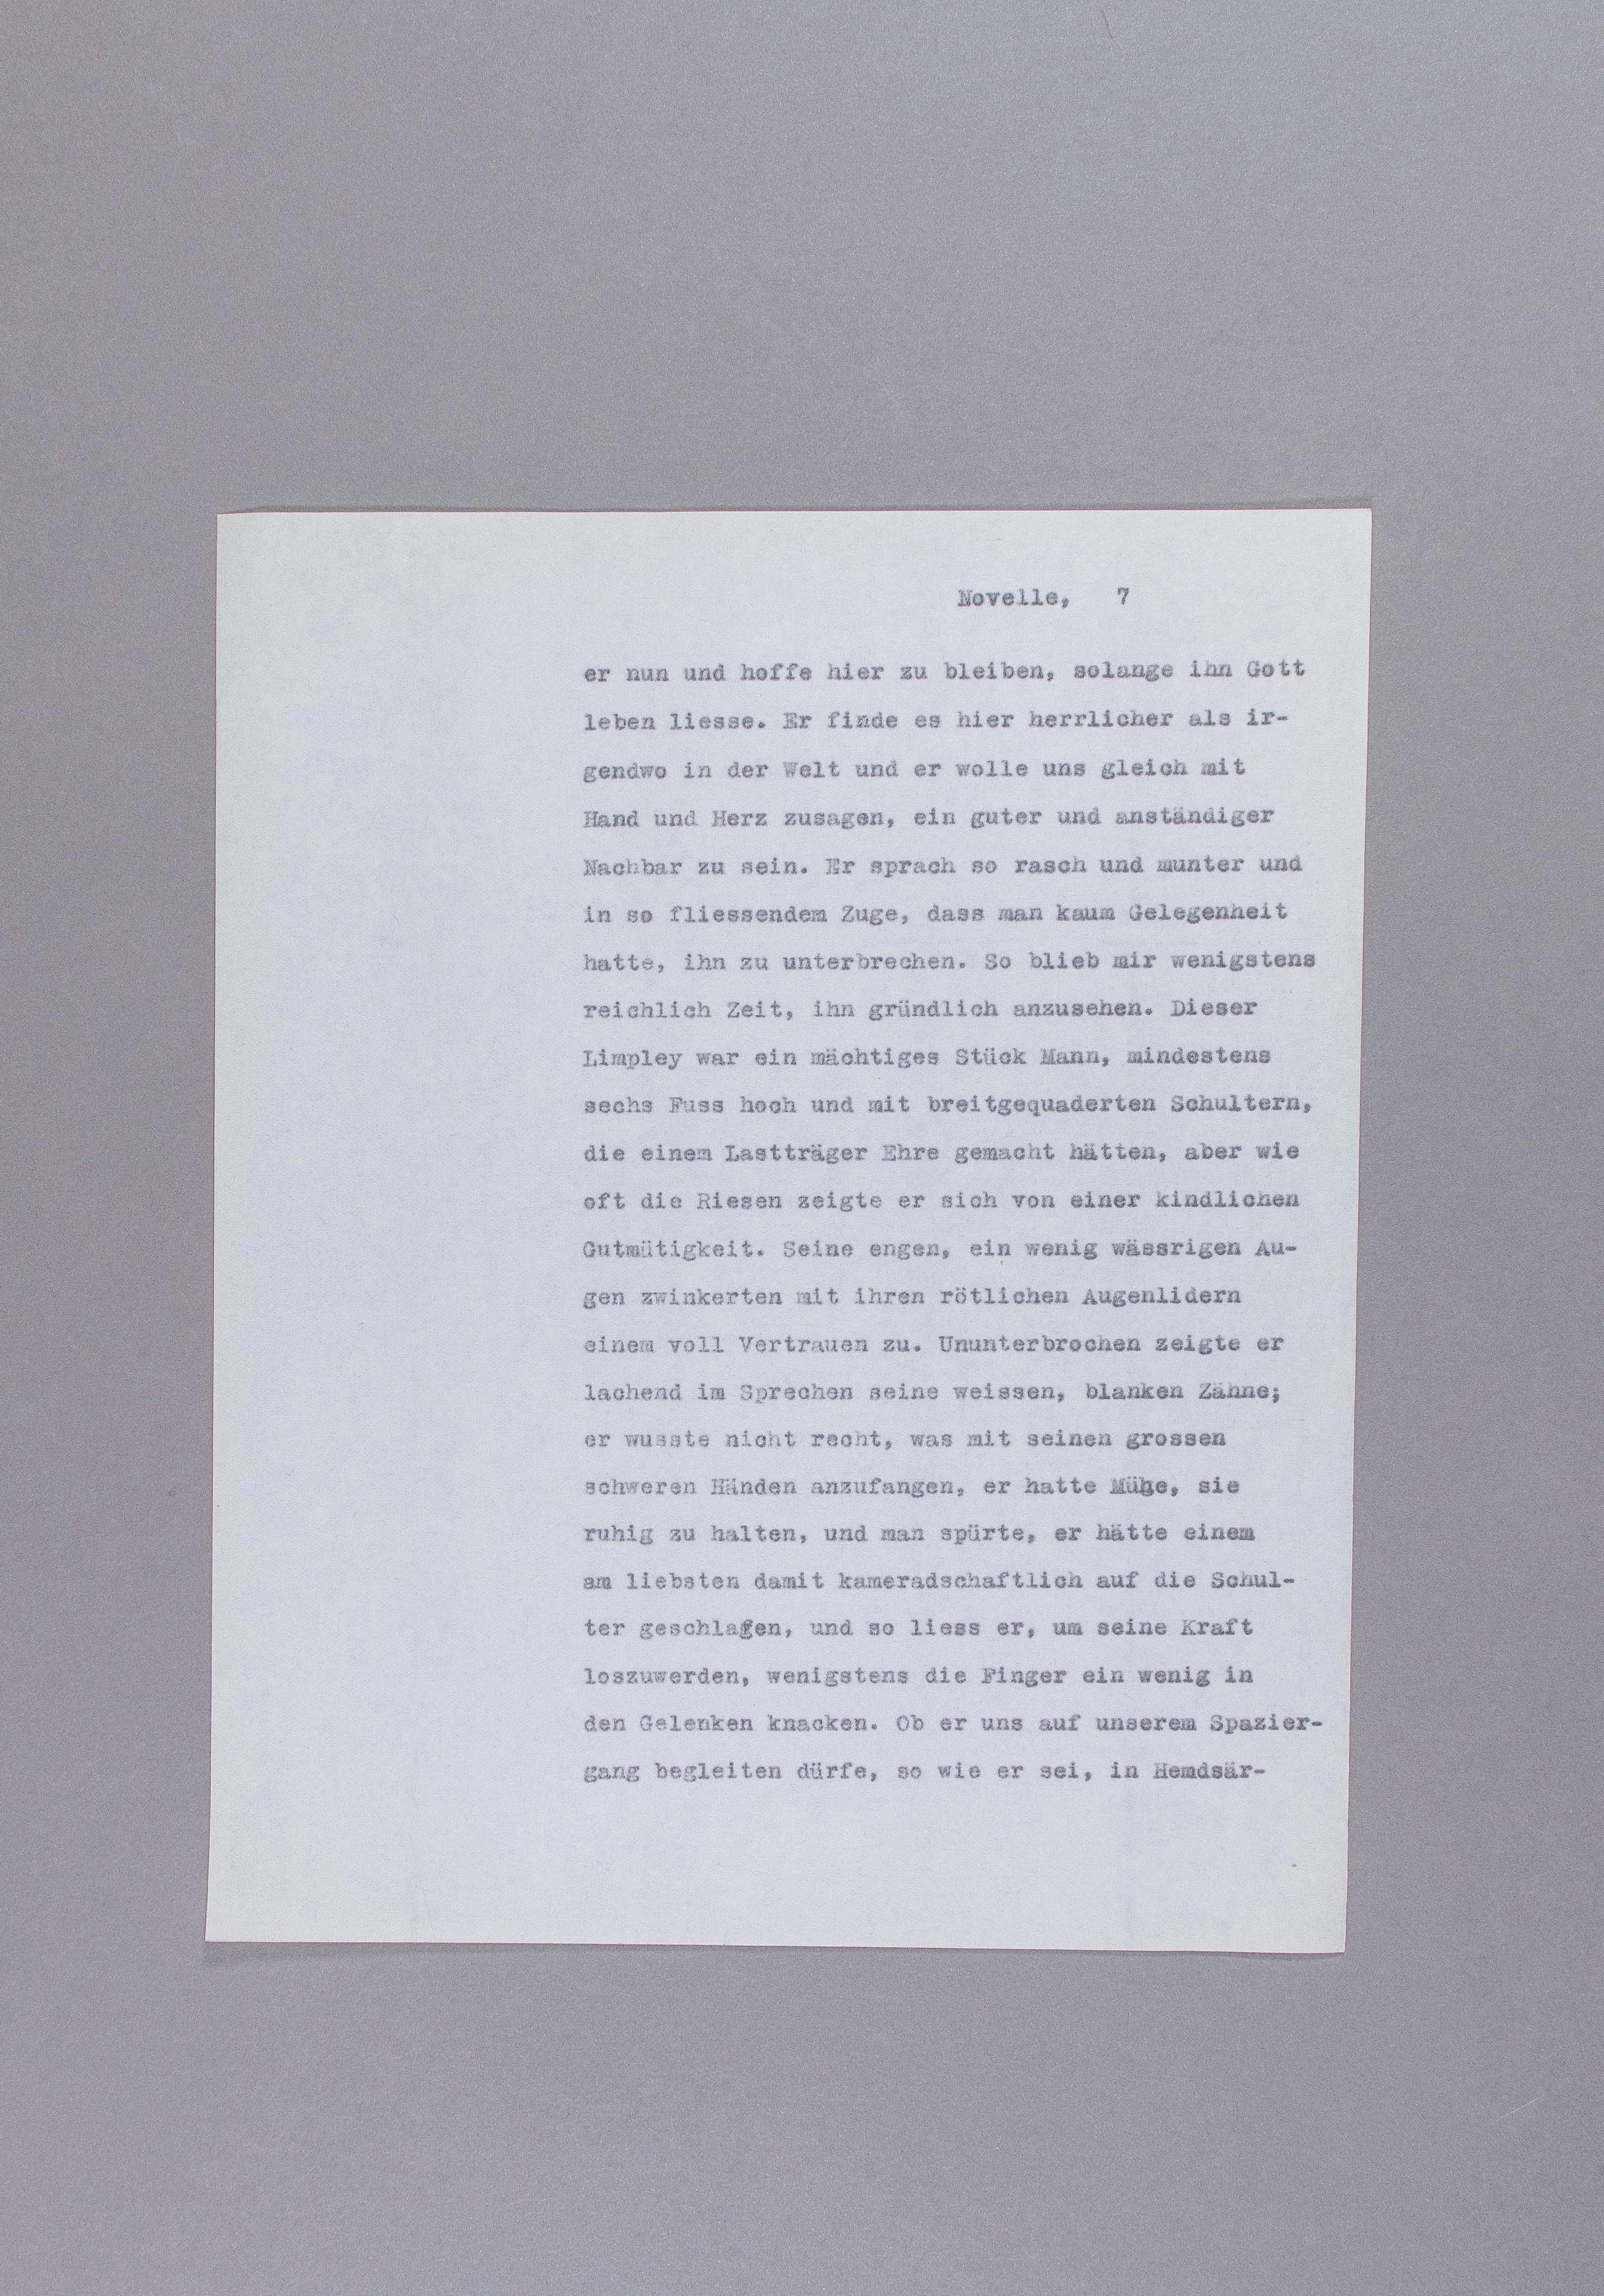 Novelle, 7
er nun und hoffe hier zu bleiben, solange ihn Gott
leben liesse. Er finde es hier herrlicher als ir-
gendwo in der Welt und er wolle uns gleich mit
Hand und Herz zusagen, ein guter und anständiger
Nachbar zu sein. Er sprach so rasch und munter und
in so fliessendem Zuge, dass man kaum Gelegenheit
hatte, ihn zu unterbrechen. So blieb mir wenigstens
reichlich Zeit, ihn gründlich anzusehen. Dieser
Limpley war ein mächtiges Stück Mann, mindestens
sechs Fuss hoch und mit breitgequaderten Schultern,
die einem Lastträger Ehre gemacht hätten, aber wie
oft die Riesen zeigte er sich von einer kindlichen
Gutmütigkeit. Seine engen, ein wenig wässrigen Au-
gen zwinkerten mit ihren rötlichen Augenlidern
einem voll Vertrauen zu. Ununterbrochen zeigte er
lachend im Sprechen seine weissen, blanken Zähne;
er wusste nicht recht, was mit seinen grossen
schweren Händen anzufangen, er hatte Mühe, sie
ruhig zu halten, und man spürte, er hätte einem
am liebsten damit kameradschaftlich auf die Schul-
ter geschlagen, und so liess er, um seine Kraft
loszuwerden, wenigstens die Finger ein wenig in
den Gelenken knacken. Ob er uns auf unserem Spazier-
gang begleiten dürfe, so wie er sei, in Hemdsär-